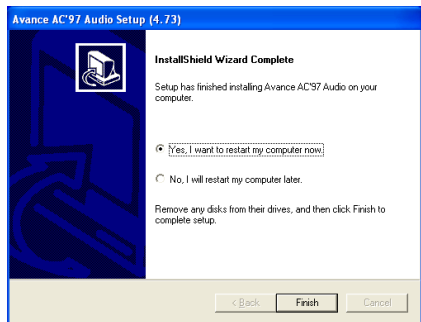 Avance AC'97 Audio Setup (4.73)
InstallShield Wizard Complete
Setup has finished installing Avance AC'97 Audio on your
computer.
Yes, I want to restart my computer now.
No, I will restart my computer later.
Remove any disks from their drives, and then click Finish to
complete setup.
< Back Finish Cancel